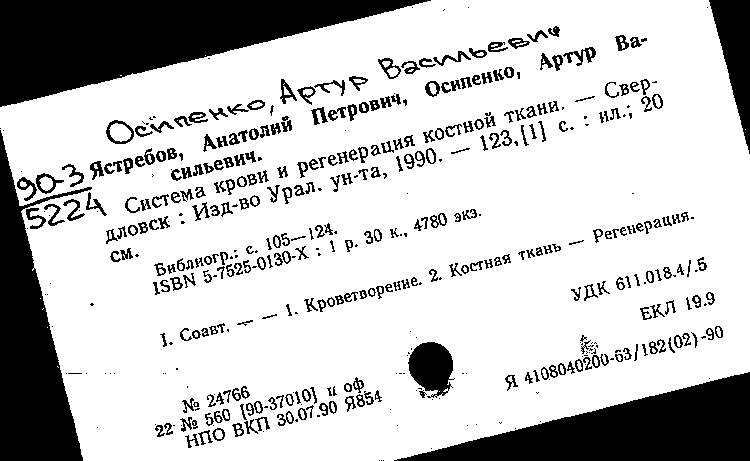 Осипенко, Артур Васильевич
90-3
5224
Ястребов, Анатолий Петрович, Осипенко, Артур Ва-
сильевич.
Система крови и регенерация костной ткани. — Свер-
дловск : Изд-во Урал. ун-та, 1990. — 123,[1] с. : ил.; 20
см.
Библиогр.: с. 105—124.
ISBN 5-7525-0130-X : 1 р. 30 к., 4780 экз.
I. Соавт. — — 1. Кроветворение. 2. Костная ткань — Регенерация.
УДК 611.018.4/.5
ЕКЛ 19.9
№ 24766
22 № 560 [90-37010] и оф
НПО ВКП 30.07.90 Я854
Я 4108040200-63/182(02)-90